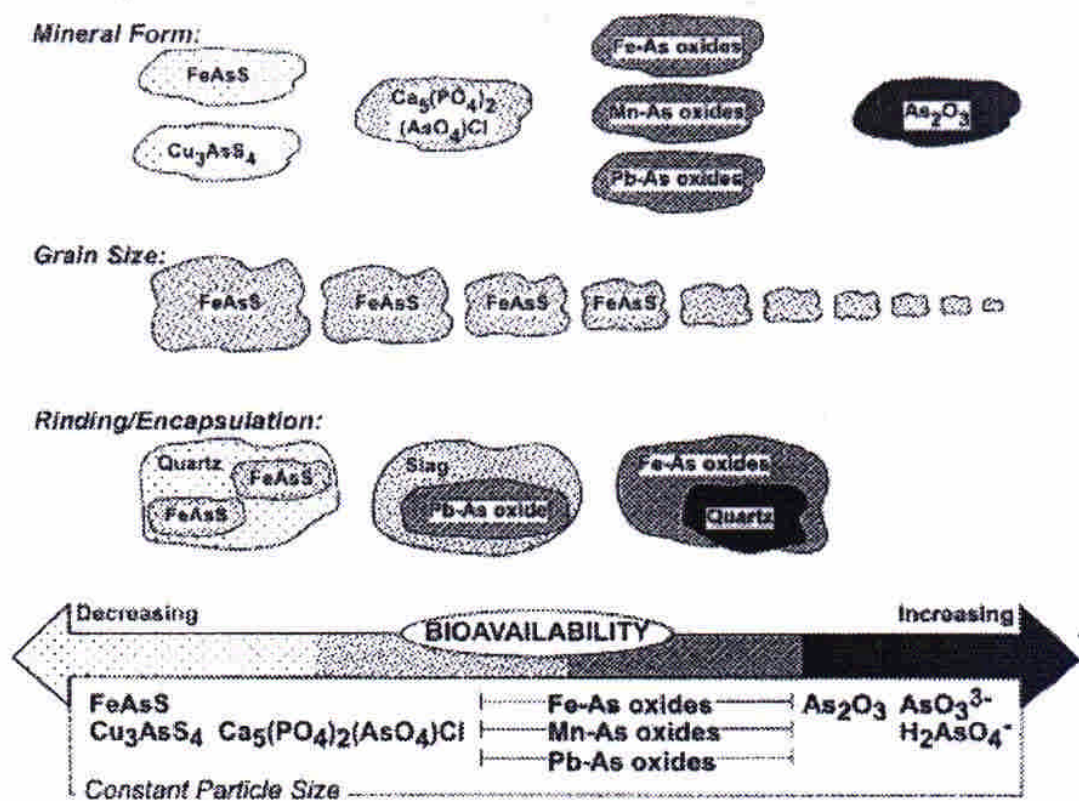 Mineral Form:
FeAsS
Cu₃AsS₄
Ca₅(PO₄)₂
(AsO₄)Cl
Fe-As oxides
Mn-As oxides
Pb-As oxides
As₂O₃
Grain Size:
FeAsS FeAsS FeAsS FeAsS
Rinding/Encapsulation:
Quartz
FeAsS
FeAsS
Slag
Pb-As oxide
Fe-As oxides
Quartz
Decreasing BIOAVAILABILITY Increasing
FeAsS Fe-As oxides As₂O₃ AsO₃³⁻
Cu₃AsS₄ Ca₅(PO₄)₂(AsO₄)Cl Mn-As oxides H₂AsO₄⁻
Pb-As oxides
Constant Particle Size